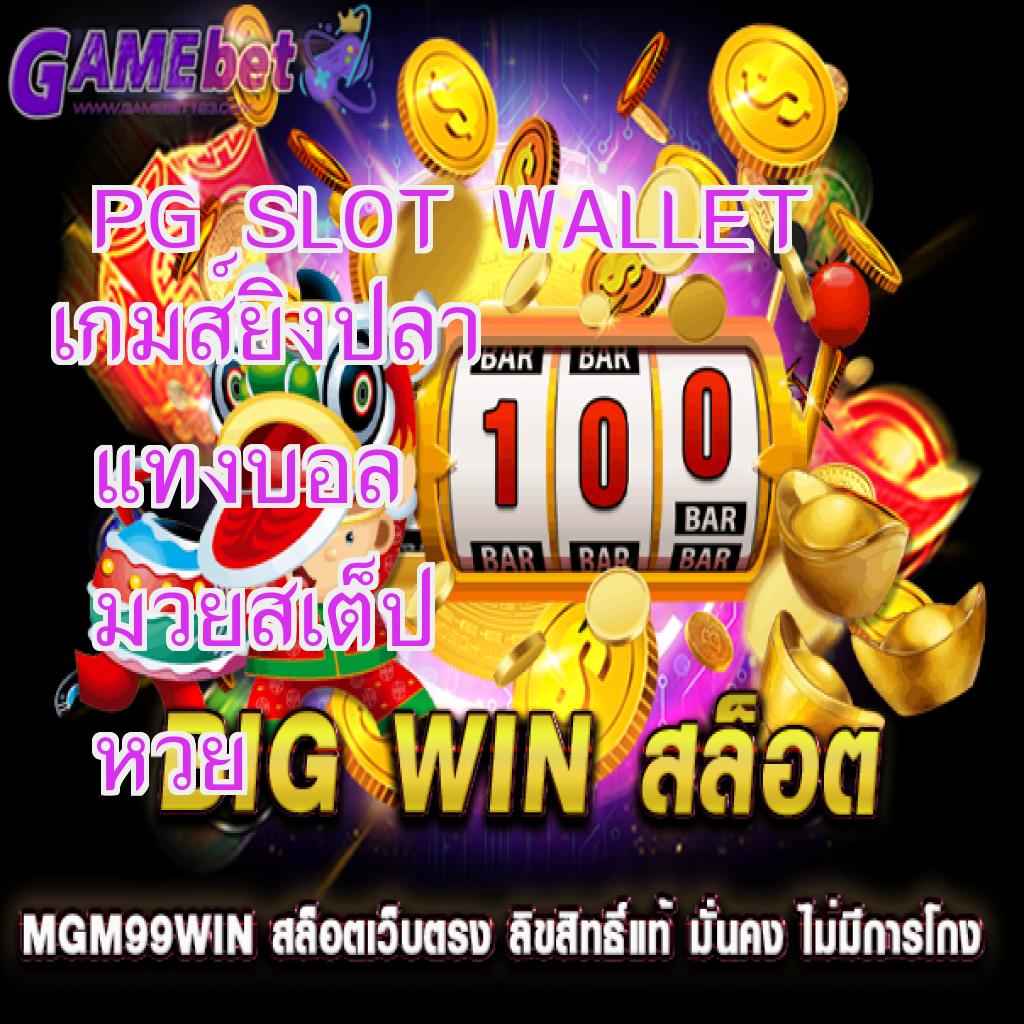 GAMEbet
WWW.GAMEBET193.COM
PG SLOT WALLET
เกมส์ยิงปลา
BAR BAR
100
แทงบอล
BAR
BAR BAR BAR
มวยสเต็ป
BIG WIN สล็อต
หวย
MGM99WIN สล็อตเว็บตรง ลิขสิทธิ์แท้ มั่นคง ไม่มีการโกง